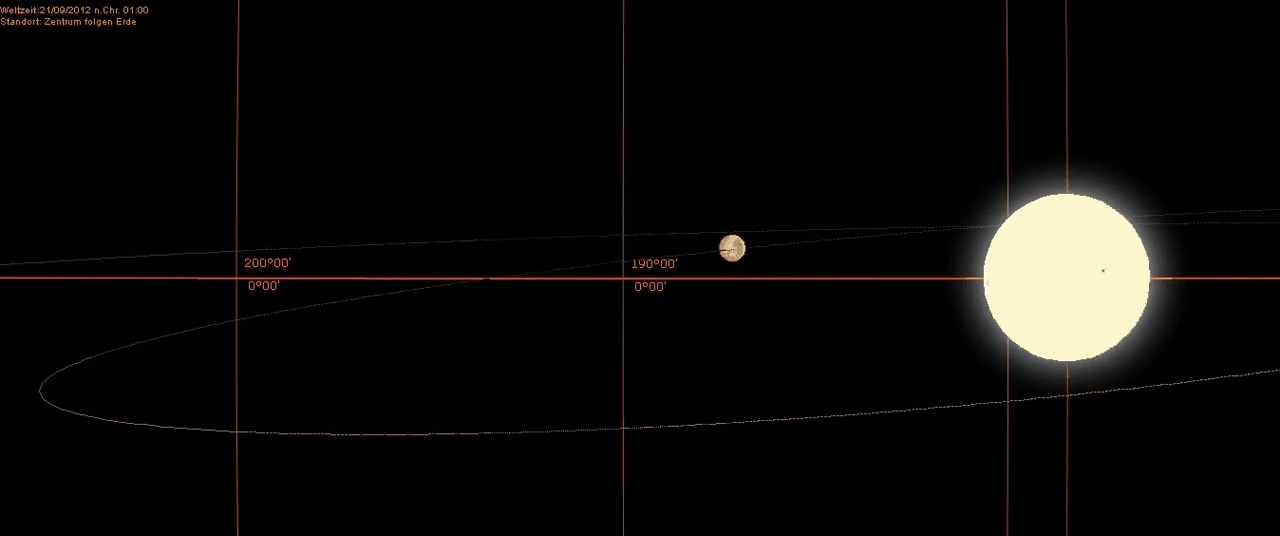 Weltzeit:21/09/2012 n.Chr. 01:00
Standort: Zentrum folgen Erde
200°00'
190°00'
0°00'
0°00'